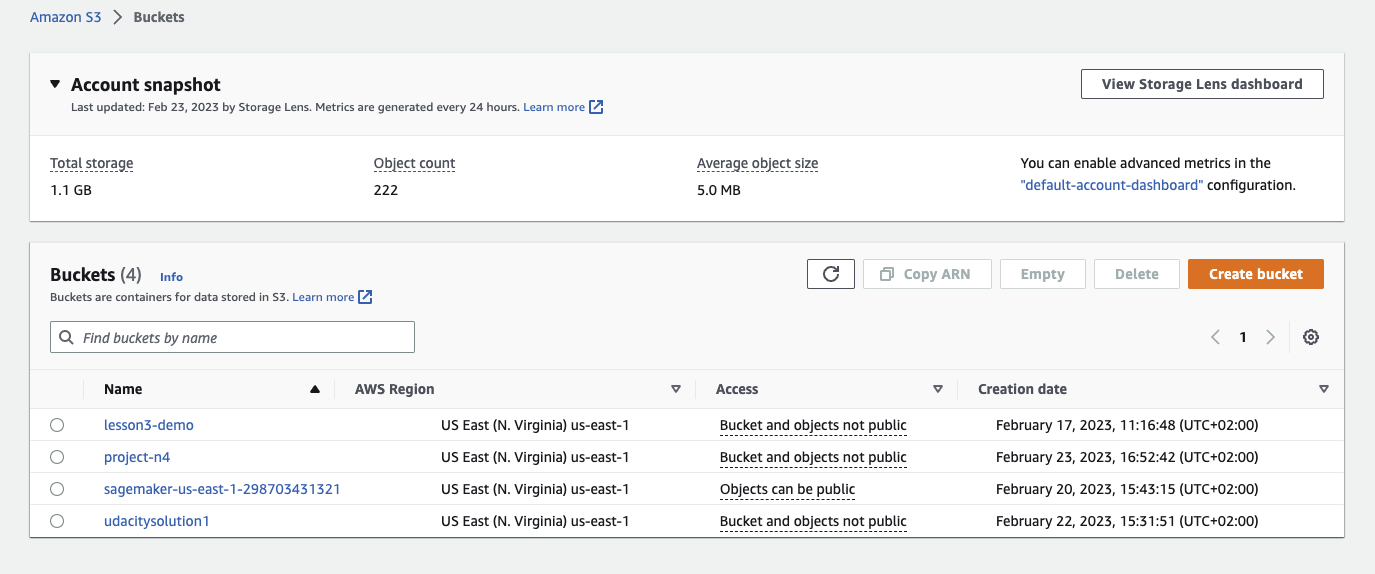 Amazon S3 > Buckets
Account snapshot
View Storage Lens dashboard
Last updated: Feb 23, 2023 by Storage Lens. Metrics are generated every 24 hours. Learn more
Total storage Object count Average object size You can enable advanced metrics in the
1.1 GB 222 5.0 MB "default-account-dashboard" configuration.
Buckets (4) Info
Copy ARN Empty Delete Create bucket
Buckets are containers for data stored in S3. Learn more
Find buckets by name
1
Name AWS Region Access Creation date
lesson3-demo US East (N. Virginia) us-east-1 Bucket and objects not public February 17, 2023, 11:16:48 (UTC+02:00)
project-n4 US East (N. Virginia) us-east-1 Bucket and objects not public February 23, 2023, 16:52:42 (UTC+02:00)
sagemaker-us-east-1-298703431321 US East (N. Virginia) us-east-1 Objects can be public February 20, 2023, 15:43:15 (UTC+02:00)
udacitysolution1 US East (N. Virginia) us-east-1 Bucket and objects not public February 22, 2023, 15:31:51 (UTC+02:00)